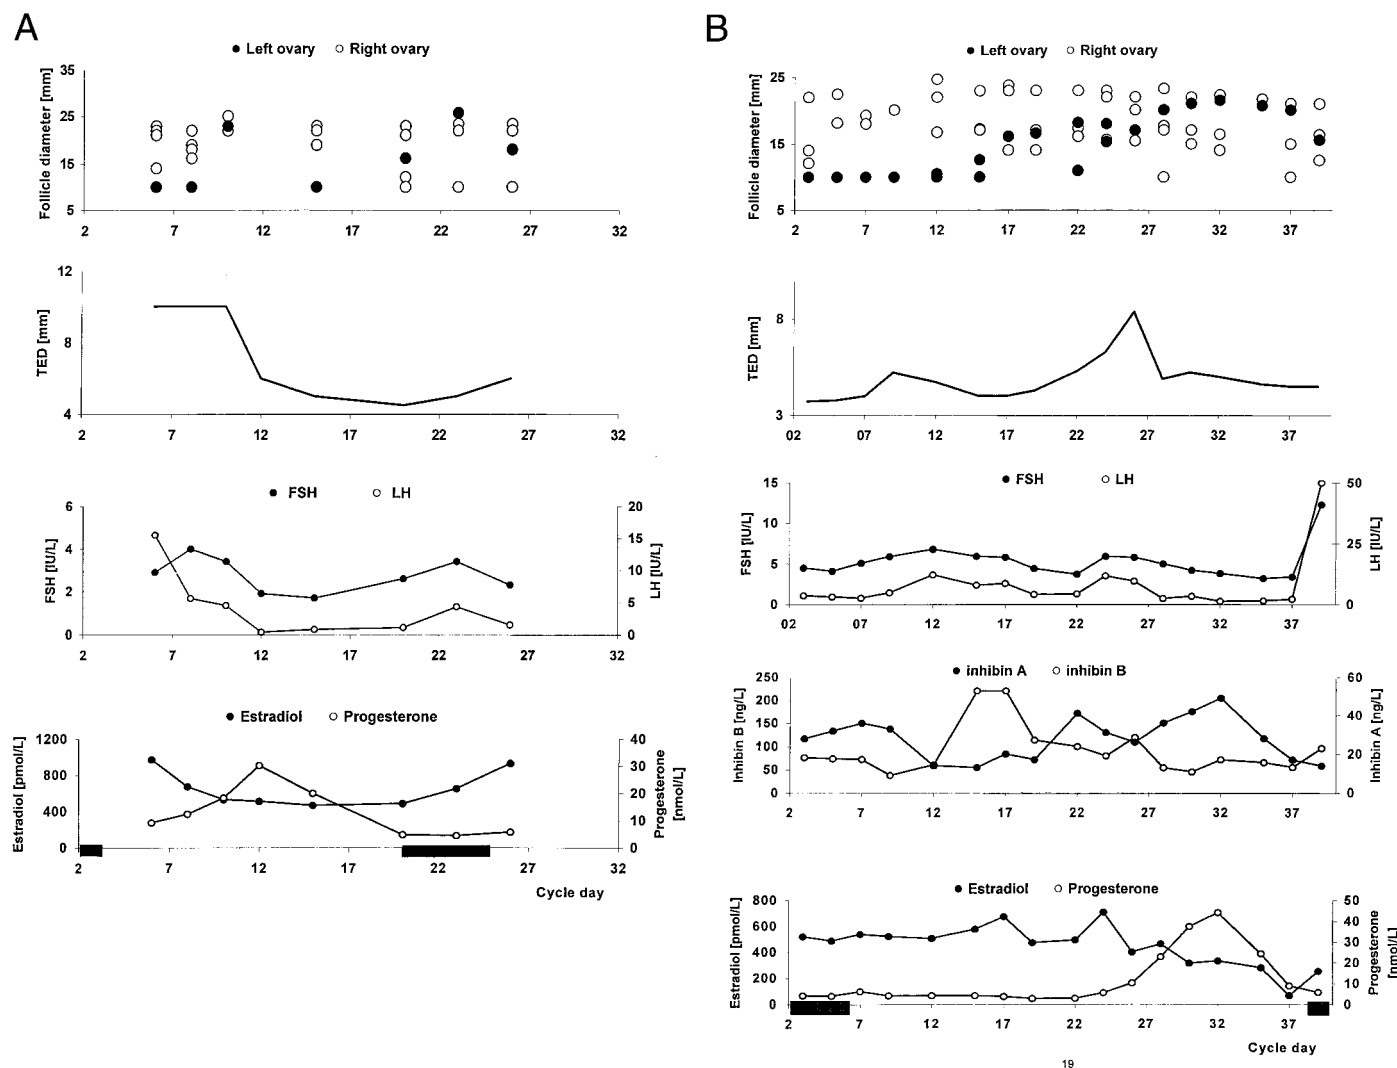 A
● Left ovary ○ Right ovary
Follicle diameter [mm]
35
25
15
5
2 7 12 17 22 27 32
TED [mm]
12
8
4
2 7 12 17 22 27 32
● FSH ○ LH
FSH [IU/L]
6
4
2
0
LH [IU/L]
20
15
10
5
0
2 7 12 17 22 27 32
● Estradiol ○ Progesterone
Estradiol [pmol/L]
1200
800
400
0
Progesterone
[nmol/L]
40
30
20
10
0
2 7 12 17 22 27 32
Cycle day
B
● Left ovary ○ Right ovary
Follicle diameter [mm]
25
15
5
2 7 12 17 22 27 32 37
TED [mm]
8
3
02 07 12 17 22 27 32 37
● FSH ○ LH
FSH [IU/L]
15
10
5
0
LH [IU/L]
50
25
0
02 07 12 17 22 27 32 37
● inhibin A ○ inhibin B
Inhibin B [ng/L]
250
200
150
100
50
0
Inhibin A [ng/L]
60
40
20
0
2 7 12 17 22 27 32 37
● Estradiol ○ Progesterone
Estradiol [pmol/L]
800
600
400
200
0
Progesterone
[nmol/L]
50
40
30
20
10
0
2 7 12 17 22 27 32 37
Cycle day
19